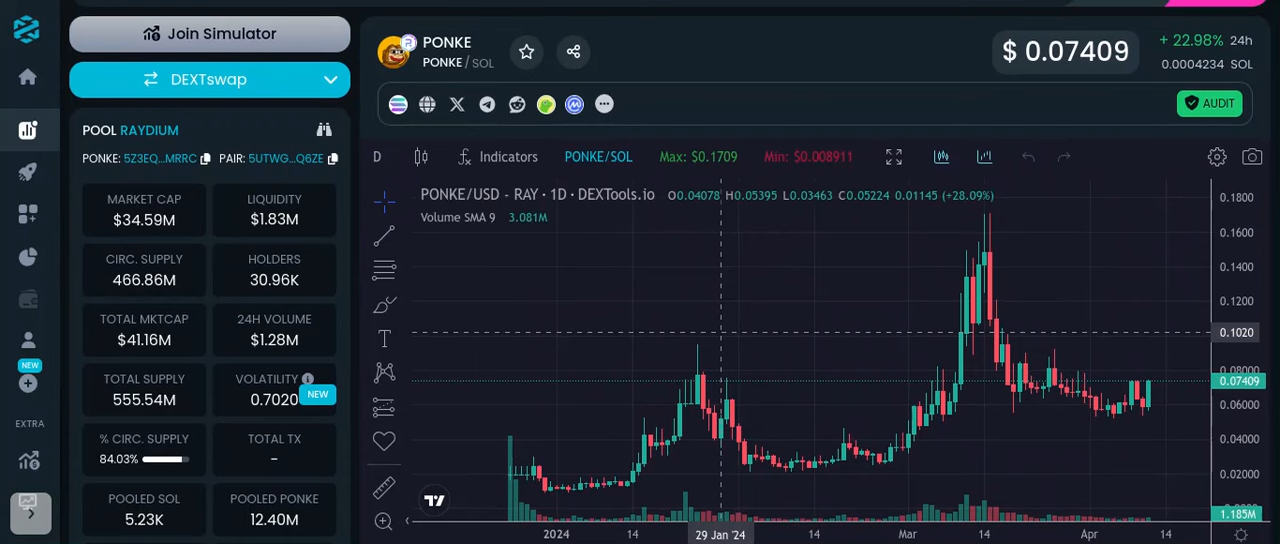 Join Simulator
DEXTswap
POOL RAYDIUM
PONKE: 5Z3EQ...MRRC PAIR: 5UTWG...Q6ZE
MARKET CAP
$34.59M
LIQUIDITY
$1.83M
CIRC. SUPPLY
466.86M
HOLDERS
30.96K
TOTAL MKTCAP
$41.16M
24H VOLUME
$1.28M
TOTAL SUPPLY
555.54M
VOLATILITY
0.7020
NEW
% CIRC. SUPPLY
84.03%
TOTAL TX
-
POOLED SOL
5.23K
POOLED PONKE
12.40M
NEW
EXTRA
PONKE
PONKE / SOL
$ 0.07409
+ 22.98% 24h
0.0004234 SOL
AUDIT
D Indicators PONKE/SOL Max: $0.1709 Min: $0.008911
PONKE/USD - RAY · 1D · DEXTools.io O0.04078 H0.05395 L0.03463 C0.05224 0.01145 (+28.09%)
Volume SMA 9 3.081M
0.1800
0.1600
0.1400
0.1200
0.1020
0.08000
0.07409
0.06000
0.04000
0.02000
1.185M
2024 14 29 Jan '24 14 Mar 14 Apr 14